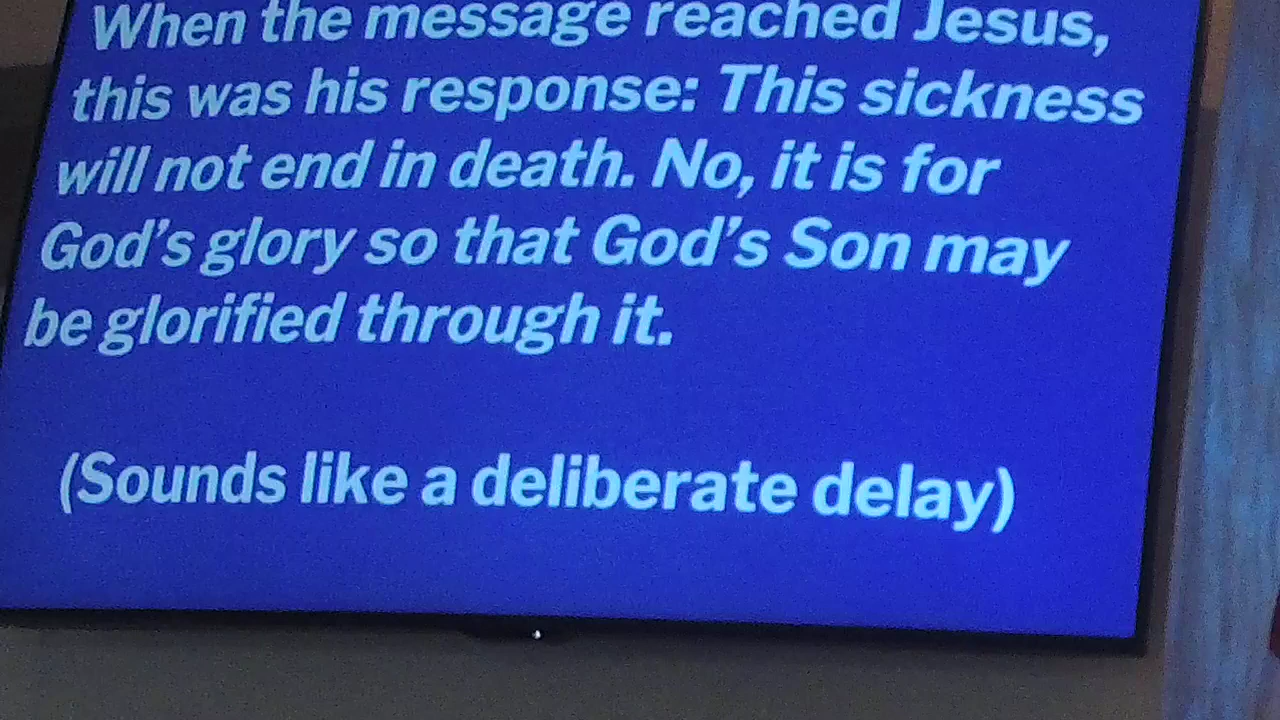 When the message reached Jesus,
this was his response: This sickness
will not end in death. No, it is for
God's glory so that God's Son may
be glorified through it.
(Sounds like a deliberate delay)